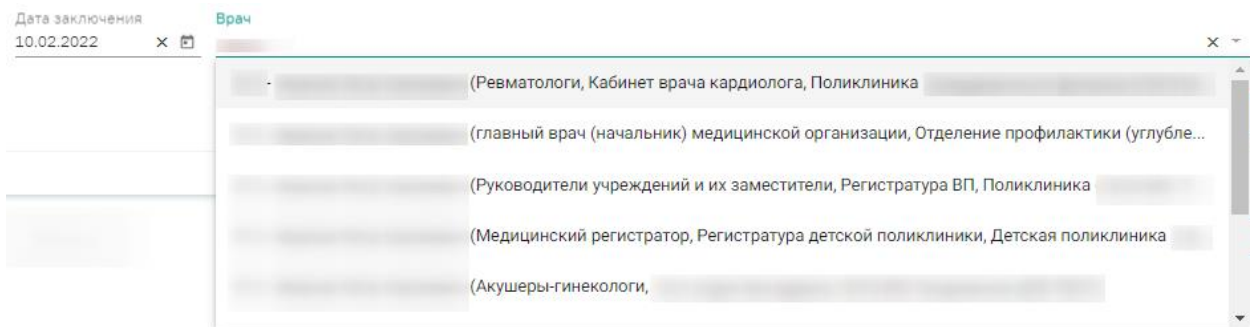 Дата заключения
Врач
10.02.2022
- (Ревматологи, Кабинет врача кардиолога, Поликлиника
(главный врач (начальник) медицинской организации, Отделение профилактики (углубле...
(Руководители учреждений и их заместители, Регистратура ВП, Поликлиника
(Медицинский регистратор, Регистратура детской поликлиники, Детская поликлиника
(Акушеры-гинекологи,